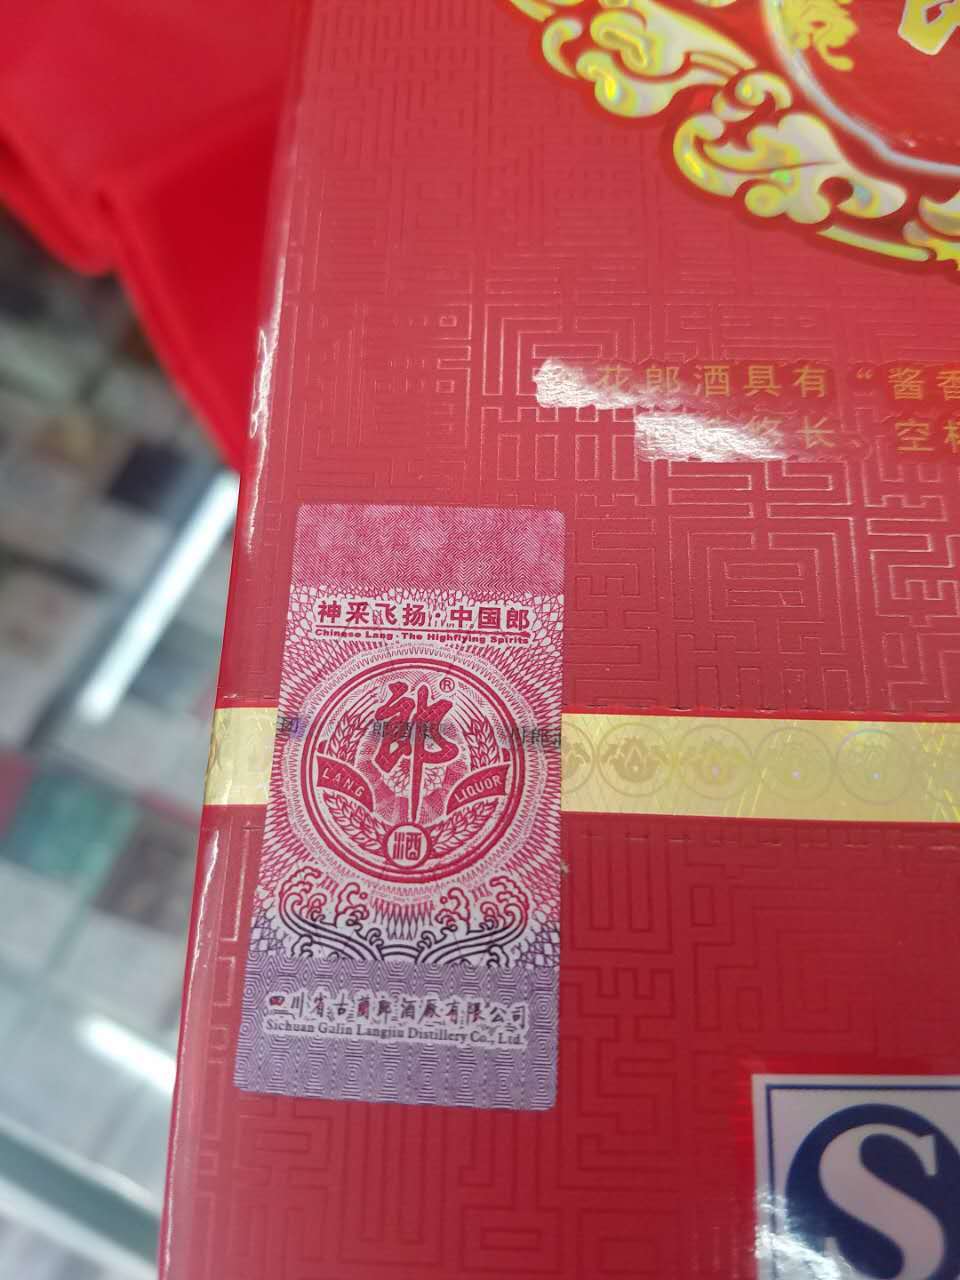 花郎酒具有“酱香
悠长、空杯
神采飞扬·中国郎
Chinese Lang·The Highflying Spirits
郎®
LANG LIQUOR
酒
四川省古蔺郎酒厂有限公司
Sichuan Gulin Langjiu Distillery Co., Ltd.
S